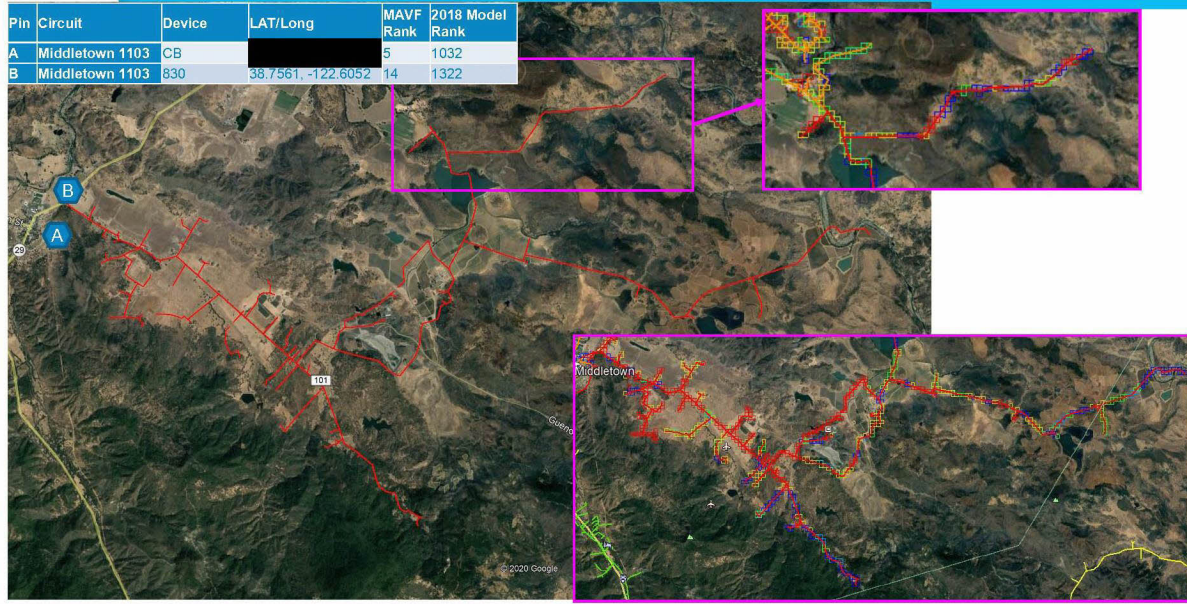 Pin Circuit Device LAT/Long MAVF Rank 2018 Model Rank
A Middletown 1103 CB 5 1032
B Middletown 1103 830 38.7561, -122.6052 14 1322
B
A
29
101
Middletown
© 2020 Google